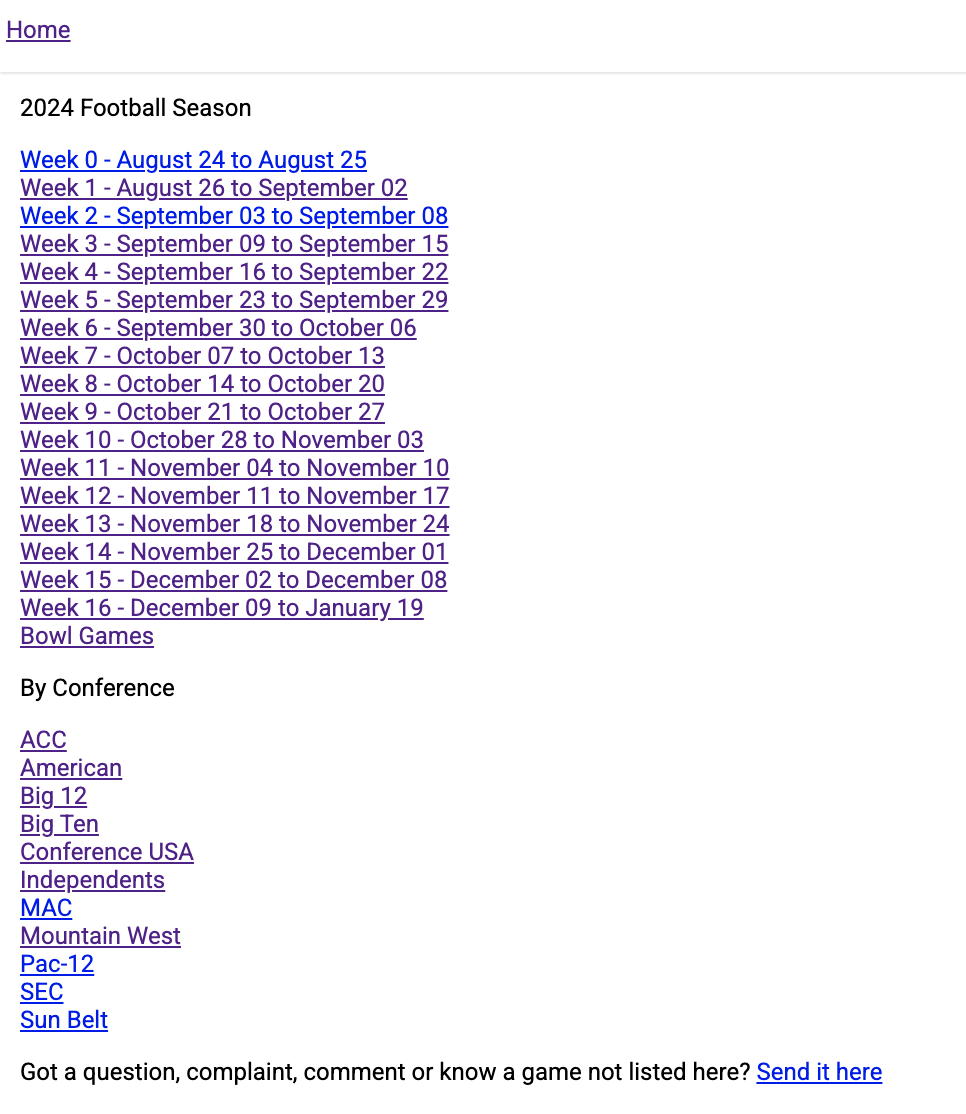 Home
2024 Football Season
Week 0 - August 24 to August 25
Week 1 - August 26 to September 02
Week 2 - September 03 to September 08
Week 3 - September 09 to September 15
Week 4 - September 16 to September 22
Week 5 - September 23 to September 29
Week 6 - September 30 to October 06
Week 7 - October 07 to October 13
Week 8 - October 14 to October 20
Week 9 - October 21 to October 27
Week 10 - October 28 to November 03
Week 11 - November 04 to November 10
Week 12 - November 11 to November 17
Week 13 - November 18 to November 24
Week 14 - November 25 to December 01
Week 15 - December 02 to December 08
Week 16 - December 09 to January 19
Bowl Games
By Conference
ACC
American
Big 12
Big Ten
Conference USA
Independents
MAC
Mountain West
Pac-12
SEC
Sun Belt
Got a question, complaint, comment or know a game not listed here? Send it here